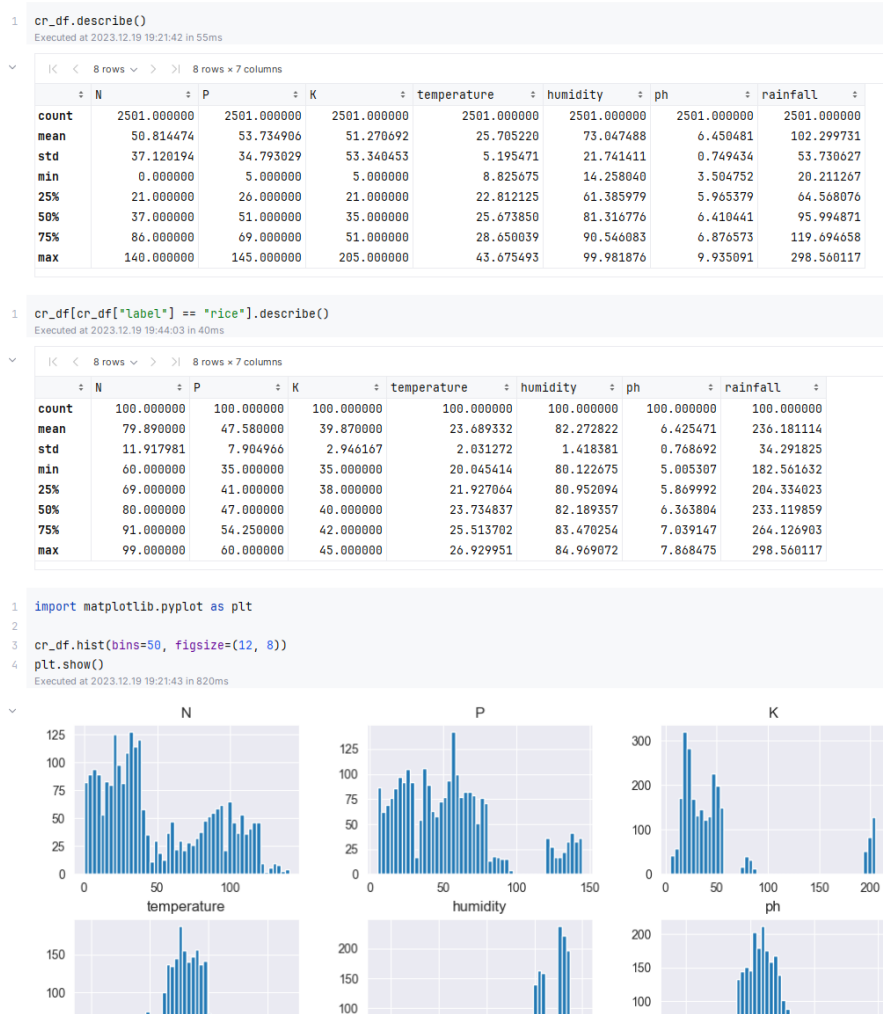 1 cr_df.describe()
Executed at 2023.12.19 19:21:42 in 55ms
8 rows 8 rows × 7 columns
N P K temperature humidity ph rainfall
count 2501.000000 2501.000000 2501.000000 2501.000000 2501.000000 2501.000000 2501.000000
mean 50.814474 53.734906 51.270692 25.705220 73.047488 6.450481 102.299731
std 37.120194 34.793029 53.340453 5.195471 21.741411 0.749434 53.730627
min 0.000000 5.000000 5.000000 8.825675 14.258040 3.504752 20.211267
25% 21.000000 26.000000 21.000000 22.812125 61.385979 5.965379 64.568076
50% 37.000000 51.000000 35.000000 25.673850 81.316776 6.410441 95.994871
75% 86.000000 69.000000 51.000000 28.650039 90.546083 6.876573 119.694658
max 140.000000 145.000000 205.000000 43.675493 99.981876 9.935091 298.560117
1 cr_df[cr_df["label"] == "rice"].describe()
Executed at 2023.12.19 19:44:03 in 40ms
8 rows 8 rows × 7 columns
N P K temperature humidity ph rainfall
count 100.000000 100.000000 100.000000 100.000000 100.000000 100.000000 100.000000
mean 79.890000 47.580000 39.870000 23.689332 82.272822 6.425471 236.181114
std 11.917981 7.904966 2.946167 2.031272 1.418381 0.768692 34.291825
min 60.000000 35.000000 35.000000 20.045414 80.122675 5.005307 182.561632
25% 69.000000 41.000000 38.000000 21.927064 80.952094 5.869992 204.334023
50% 80.000000 47.000000 40.000000 23.734837 82.189357 6.363804 233.119859
75% 91.000000 54.250000 42.000000 25.513702 83.470254 7.039147 264.126903
max 99.000000 60.000000 45.000000 26.929951 84.969072 7.868475 298.560117
1 import matplotlib.pyplot as plt
2
3 cr_df.hist(bins=50, figsize=(12, 8))
4 plt.show()
Executed at 2023.12.19 19:21:43 in 820ms
N P K
125
100
75
50
25
0
0 50 100
125
100
75
50
25
0
0 50 100 150
300
200
100
0
0 50 100 150 200
temperature humidity ph
150
100
200
150
100
200
150
100